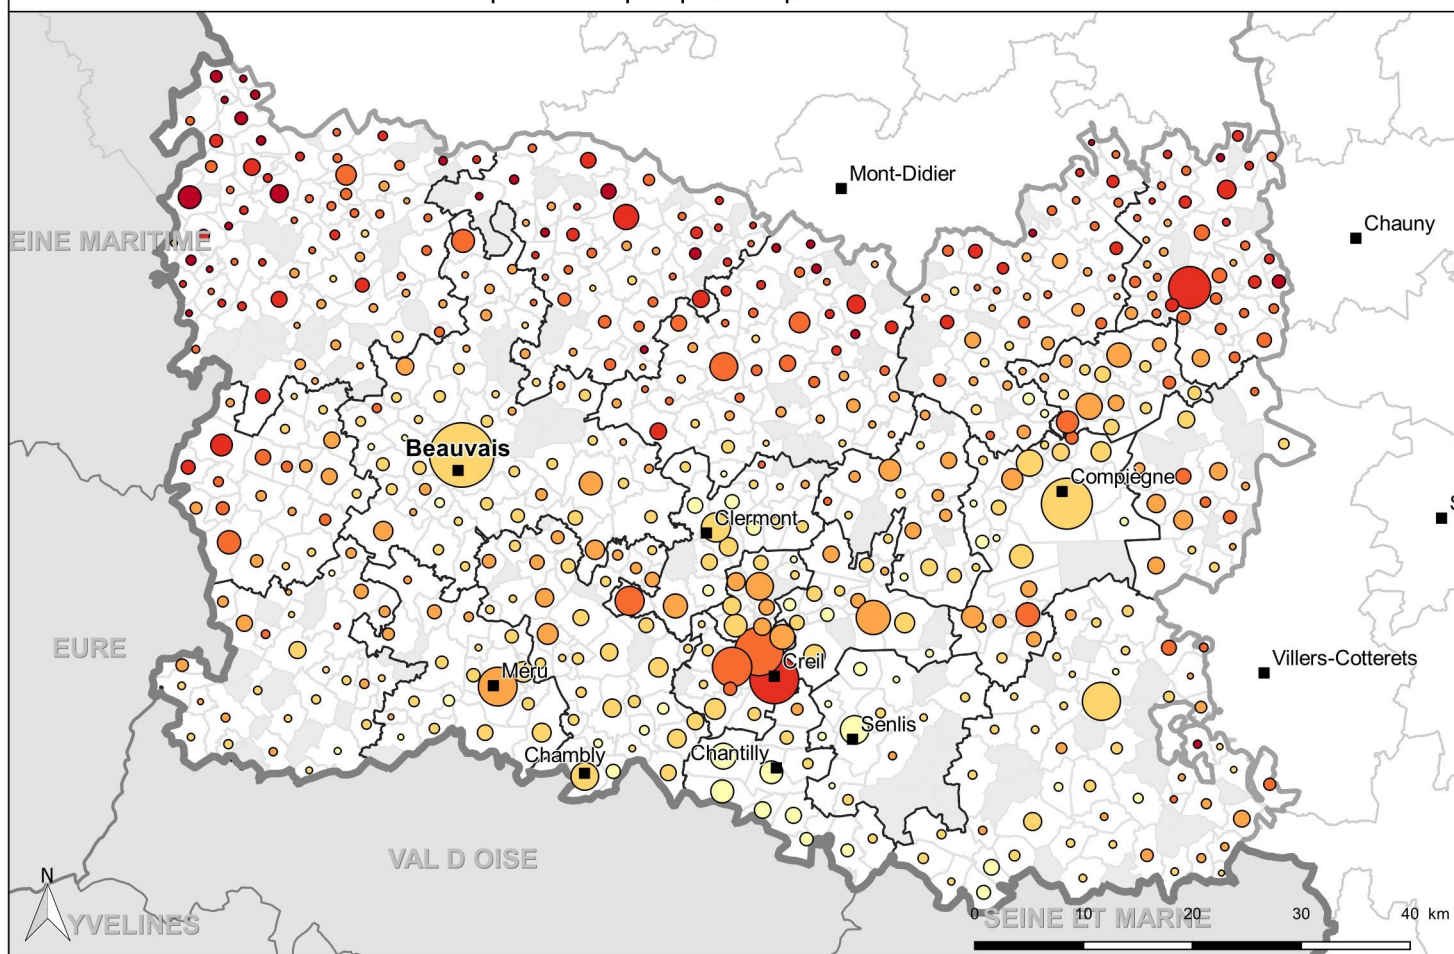 Mont-Didier
Chauny
EINE MARITIME
Beauvais
Compiègne
Clermont
EURE
Creil
Villers-Cotterets
Méru
Senlis
Chambly
Chantilly
VAL D OISE
N
YVELINES
SEINE ET MARNE
0 10 20 30 40 km